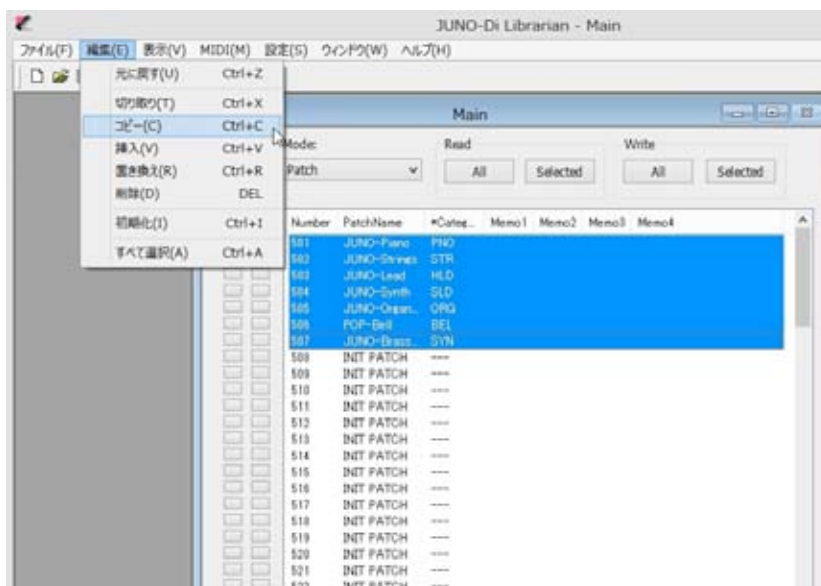 JUNO-Di Librarian - Main
ファイル(F) 編集(E) 表示(V) MIDI(M) 設定(S) ウィンドウ(W) ヘルプ(H)
元に戻す(U) Ctrl+Z
切り取り(T) Ctrl+X
コピー(C) Ctrl+C
挿入(V) Ctrl+V
置き換え(R) Ctrl+R
削除(D) DEL
初期化(I) Ctrl+I
すべて選択(A) Ctrl+A
Main
Mode: Read Write
Patch All Selected All Selected
Number PatchName *Categ... Memo1 Memo2 Memo3 Memo4
501 JUNO-Piano PNO
502 JUNO-Strings STR
503 JUNO-Lead HLD
504 JUNO-Synth SLD
505 JUNO-Organ... ORG
506 POP-Bell BEL
507 JUNO-Brass... SYN
508 INIT PATCH ---
509 INIT PATCH ---
510 INIT PATCH ---
511 INIT PATCH ---
512 INIT PATCH ---
513 INIT PATCH ---
514 INIT PATCH ---
515 INIT PATCH ---
516 INIT PATCH ---
517 INIT PATCH ---
518 INIT PATCH ---
519 INIT PATCH ---
520 INIT PATCH ---
521 INIT PATCH ---
522 INIT PATCH ---